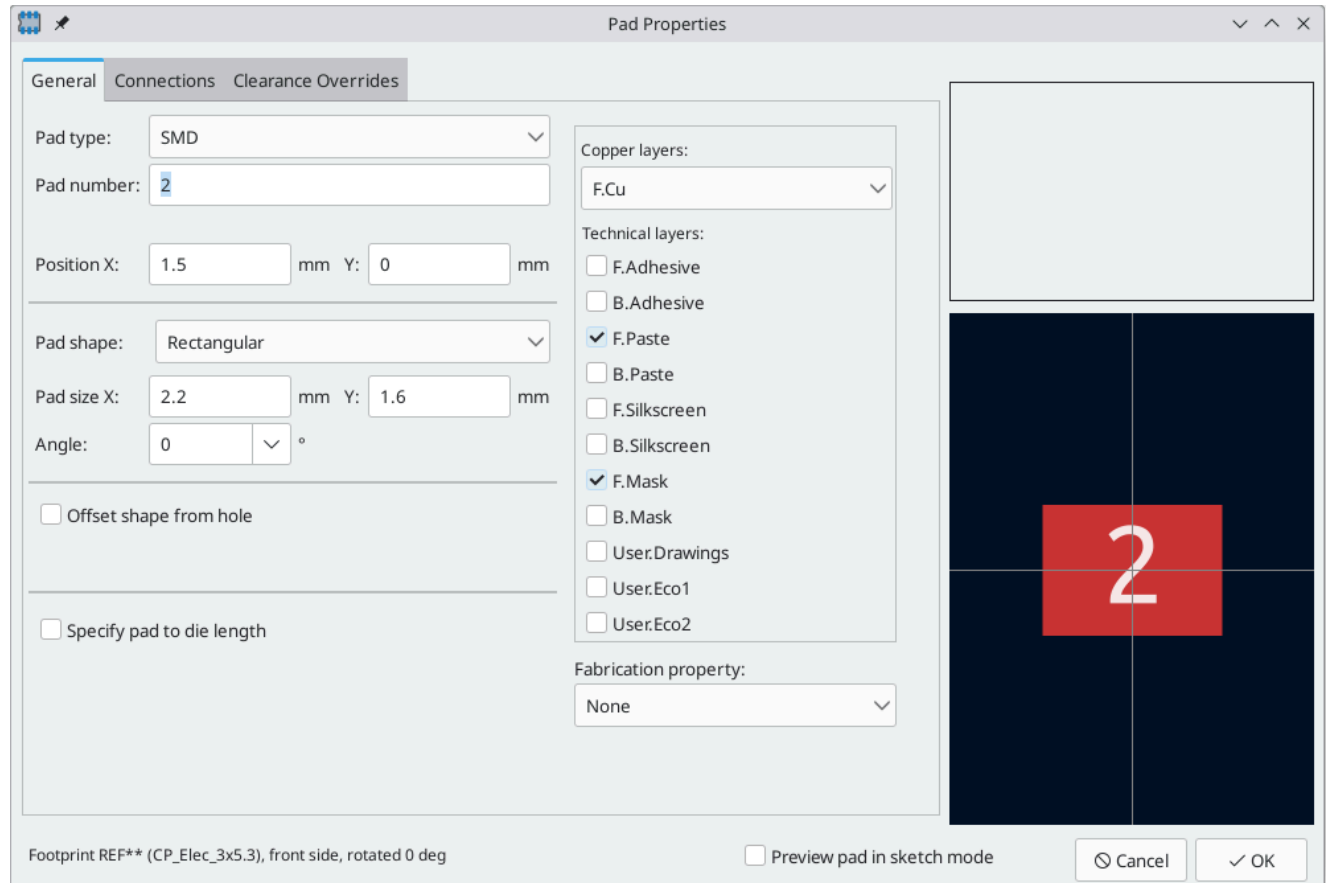 Pad Properties
General Connections Clearance Overrides
Pad type: SMD
Pad number: 2
Position X: 1.5 mm Y: 0 mm
Pad shape: Rectangular
Pad size X: 2.2 mm Y: 1.6 mm
Angle: 0 °
Offset shape from hole
Specify pad to die length
Copper layers:
F.Cu
Technical layers:
F.Adhesive
B.Adhesive
F.Paste
B.Paste
F.Silkscreen
B.Silkscreen
F.Mask
B.Mask
User.Drawings
User.Eco1
User.Eco2
Fabrication property:
None
2
Footprint REF** (CP_Elec_3x5.3), front side, rotated 0 deg
Preview pad in sketch mode
Cancel
OK